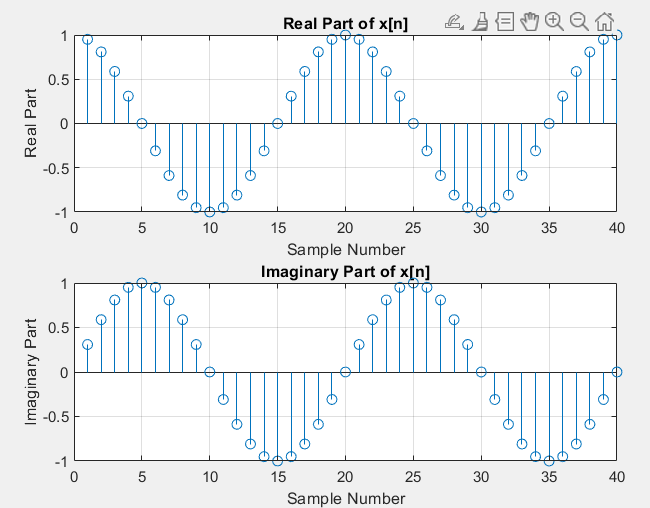 Real Part of x[n]
1
0.5
0
-0.5
-1
Real Part
0 5 10 15 20 25 30 35 40
Sample Number
Imaginary Part of x[n]
1
0.5
0
-0.5
-1
Imaginary Part
0 5 10 15 20 25 30 35 40
Sample Number